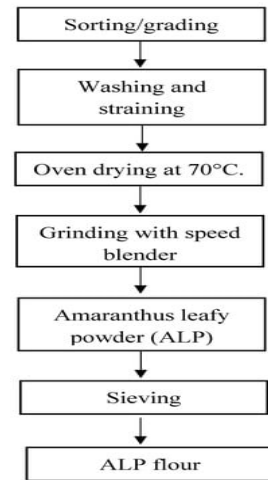 Sorting/grading
Washing and
straining
Oven drying at 70°C.
Grinding with speed
blender
Amaranthus leafy
powder (ALP)
Sieving
ALP flour